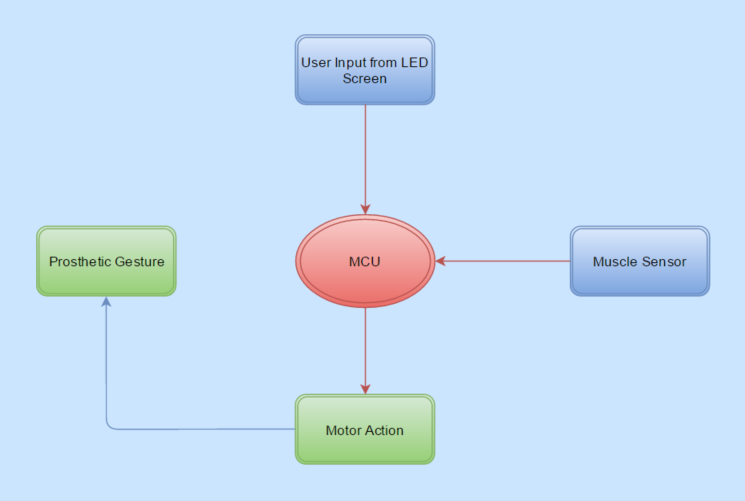 User Input from LED
Screen
Prosthetic Gesture
MCU
Muscle Sensor
Motor Action